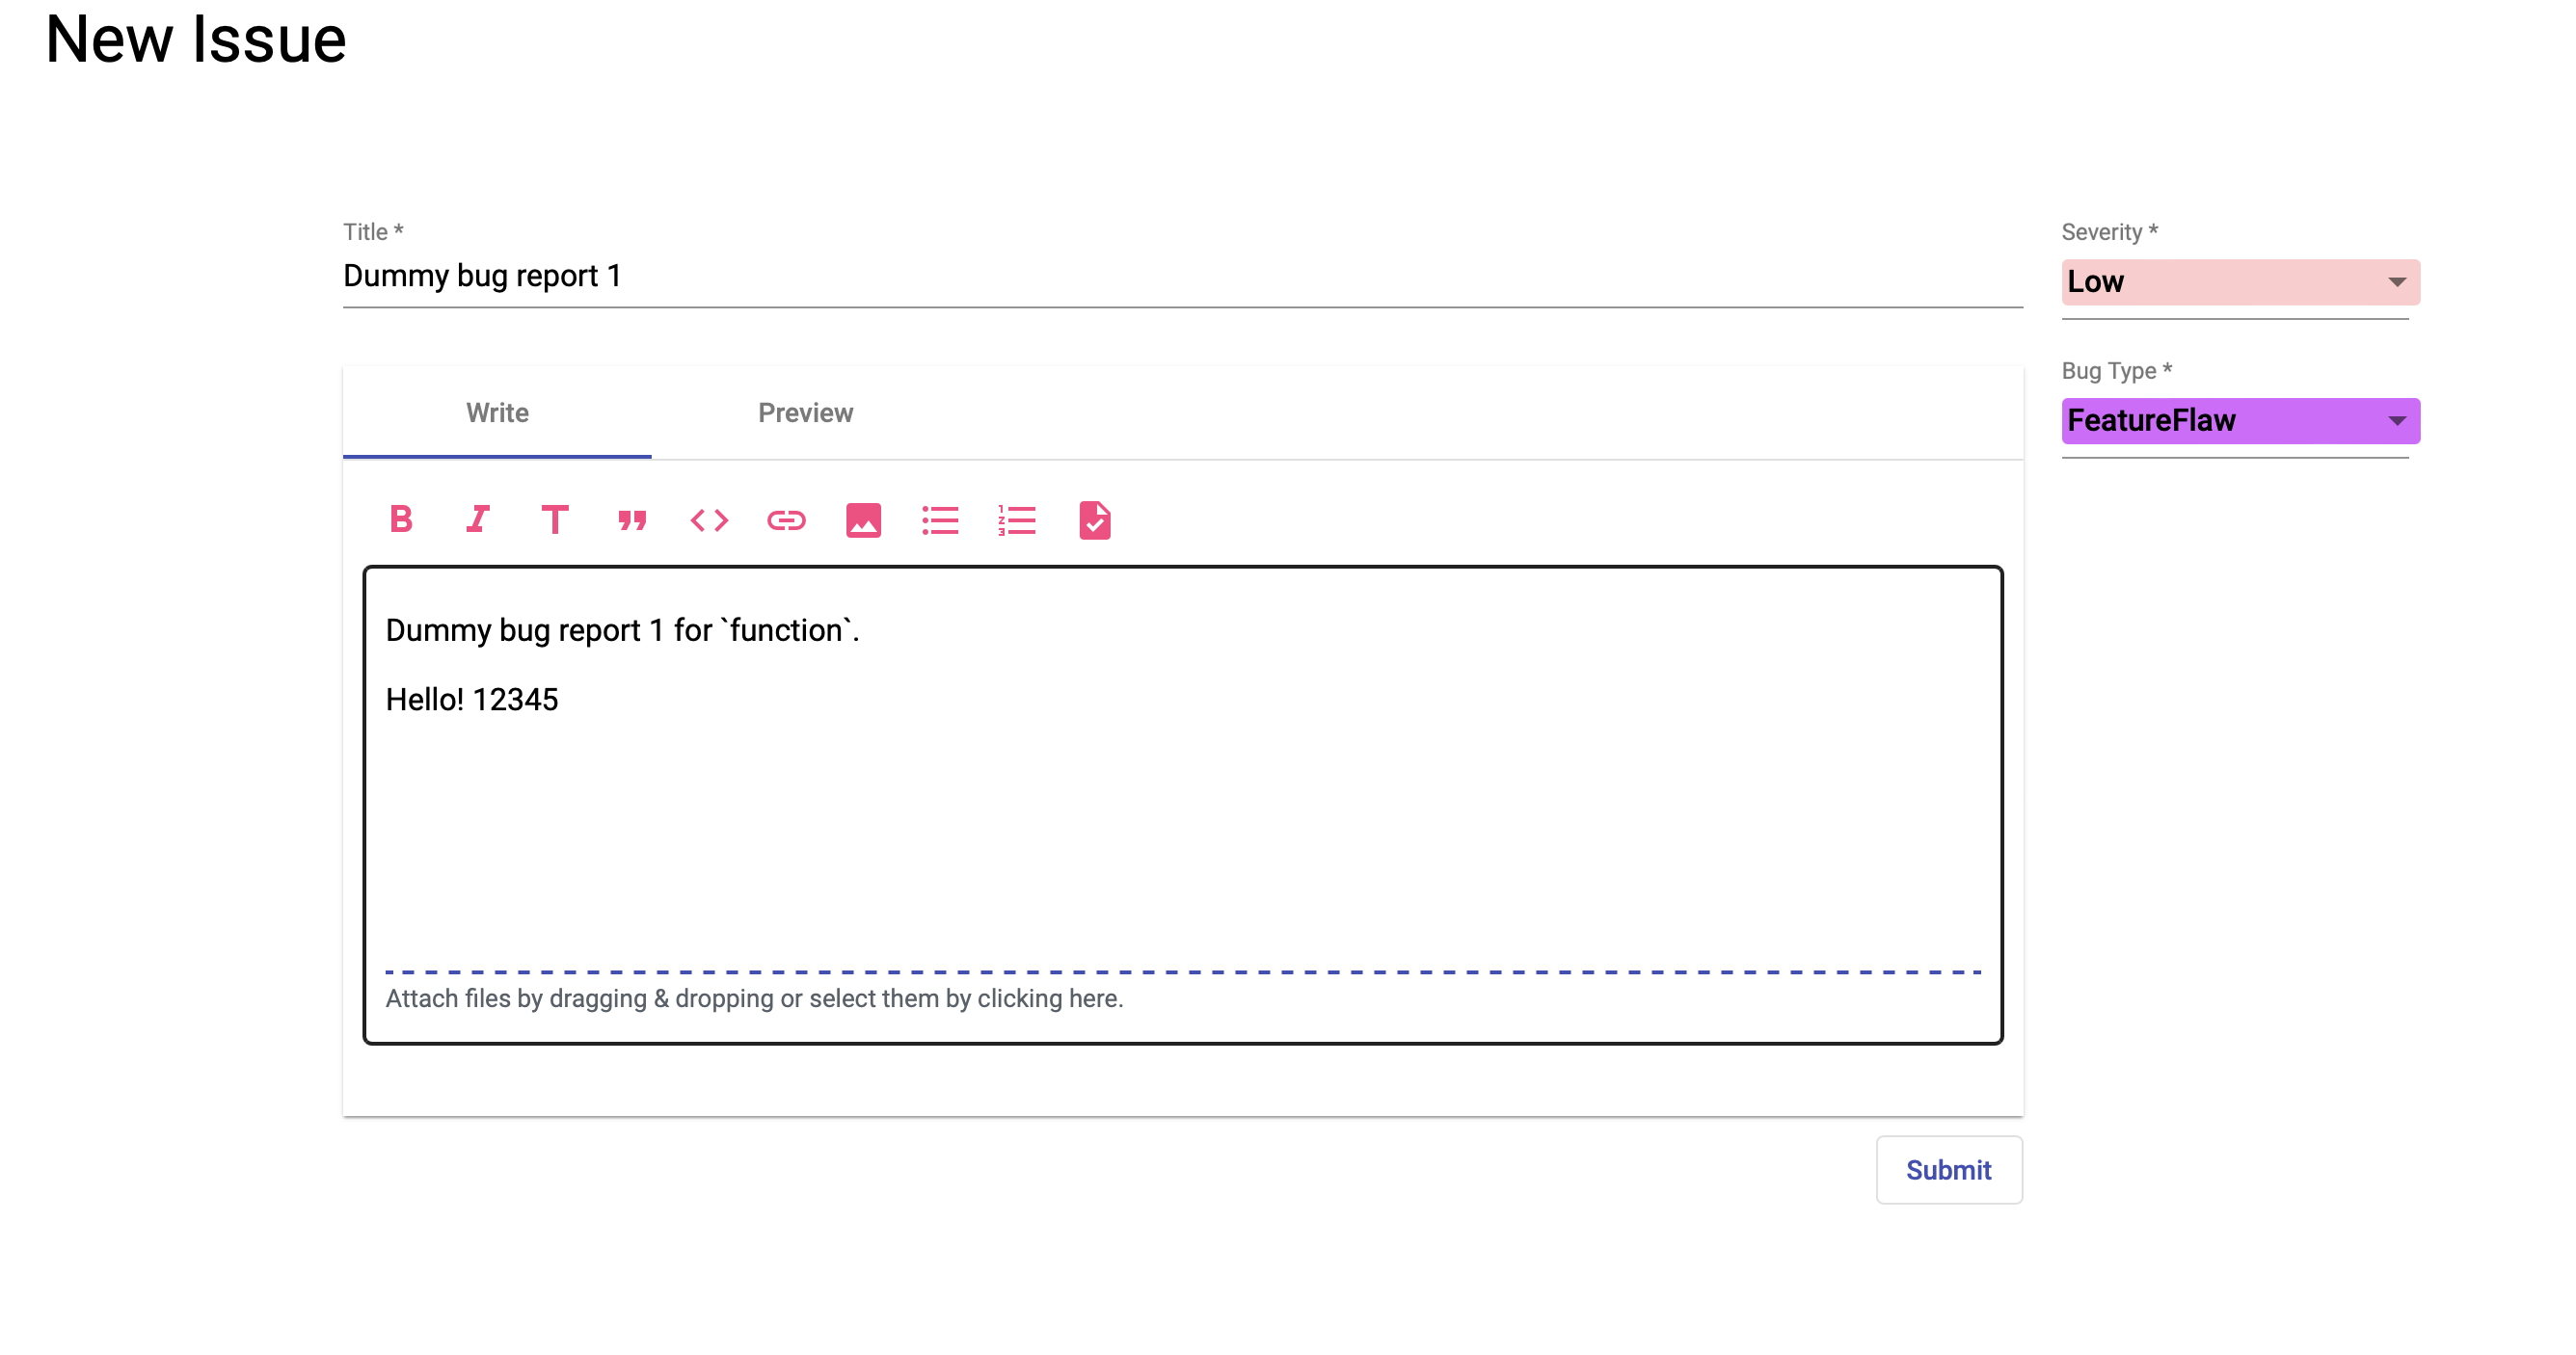 New Issue
Title *
Dummy bug report 1
Severity *
Low
Bug Type *
FeatureFlaw
Write
Preview
Dummy bug report 1 for `function`.
Hello! 12345
Attach files by dragging & dropping or select them by clicking here.
Submit